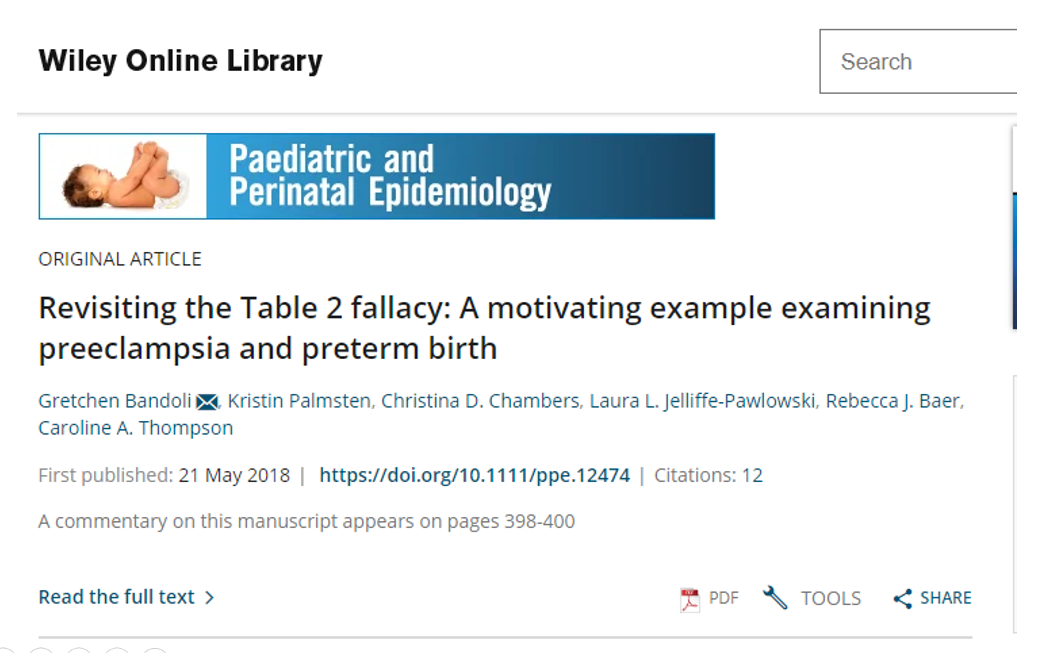 Wiley Online Library
Search
Paediatric and
Perinatal Epidemiology
ORIGINAL ARTICLE
Revisiting the Table 2 fallacy: A motivating example examining
preeclampsia and preterm birth
Gretchen Bandoli, Kristin Palmsten, Christina D. Chambers, Laura L. Jelliffe-Pawlowski, Rebecca J. Baer,
Caroline A. Thompson
First published: 21 May 2018 | https://doi.org/10.1111/ppe.12474 | Citations: 12
A commentary on this manuscript appears on pages 398-400
Read the full text > PDF TOOLS SHARE